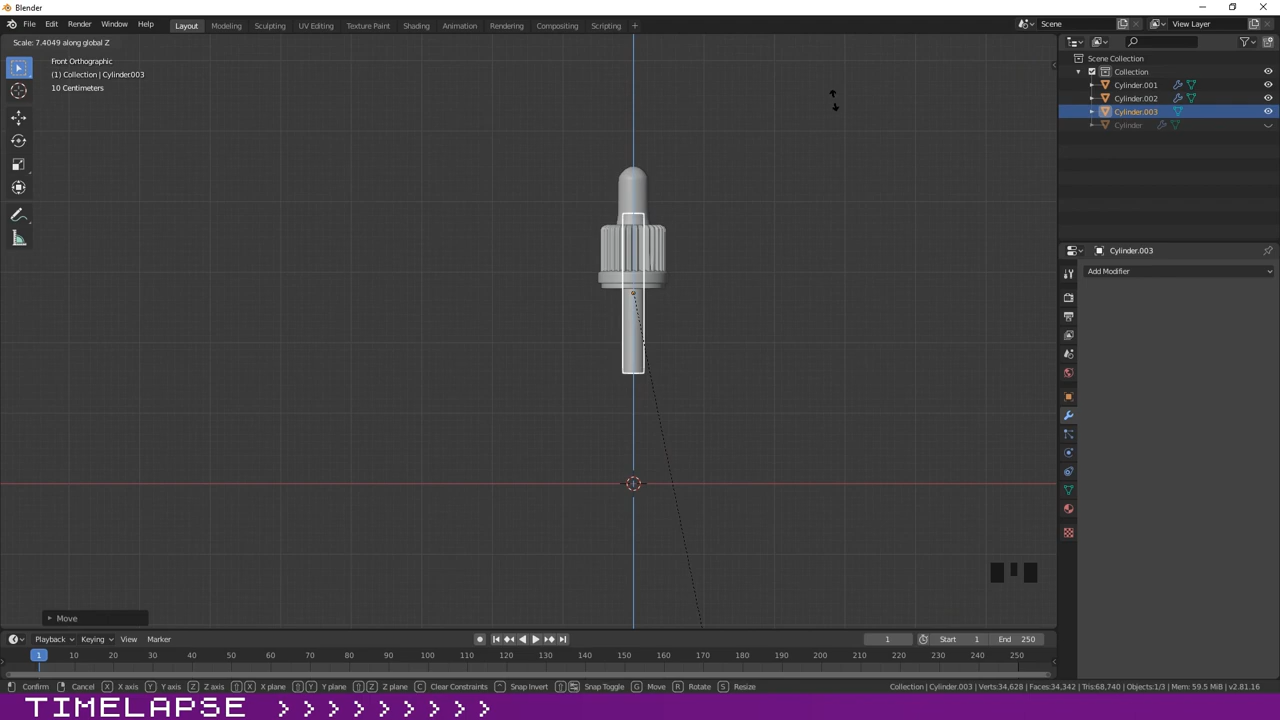 Blender
File Edit Render Window Help Layout Modeling Sculpting UV Editing Texture Paint Shading Animation Rendering Compositing Scripting + Scene View Layer
Scale: 7.4049 along global Z
Front Orthographic
(1) Collection | Cylinder.003
10 Centimeters
Scene Collection
Collection
Cylinder.001
Cylinder.002
Cylinder.003
Cylinder
Cylinder.003
Add Modifier
Move
Playback Keying View Marker 1 Start 1 End 250
1 10 20 30 40 50 60 70 80 90 100 110 120 130 140 150 160 170 180 190 200 210 220 230 240 250
Confirm Cancel X X axis Y Y axis Z Z axis X X plane Y Y plane Z Z plane C Clear Constraints Snap Invert Snap Toggle G Move R Rotate S Resize Collection | Cylinder.003 | Verts:34,628 | Faces:34,342 | Tris:68,740 | Objects:1/3 | Mem: 59.5 MiB | v2.81.16
TIMELAPSE > > > > > > > > >